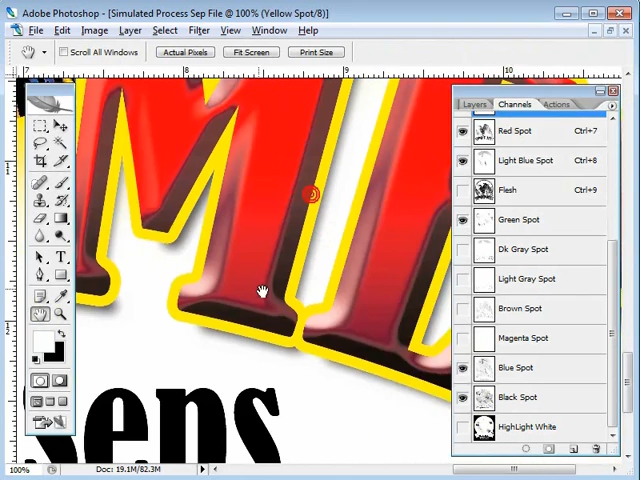 Adobe Photoshop - [Simulated Process Sep File @ 100% (Yellow Spot/8)]
File Edit Image Layer Select Filter View Window Help
Scroll All Windows Actual Pixels Fit Screen Print Size
7 8 9 10
Layers Channels Actions
Red Spot Ctrl+7
Light Blue Spot Ctrl+8
Flesh Ctrl+9
Green Spot
Dk Gray Spot
Light Gray Spot
Brown Spot
Magenta Spot
Blue Spot
Black Spot
HighLight White
Seps
100% Doc: 19.1M/82.3M